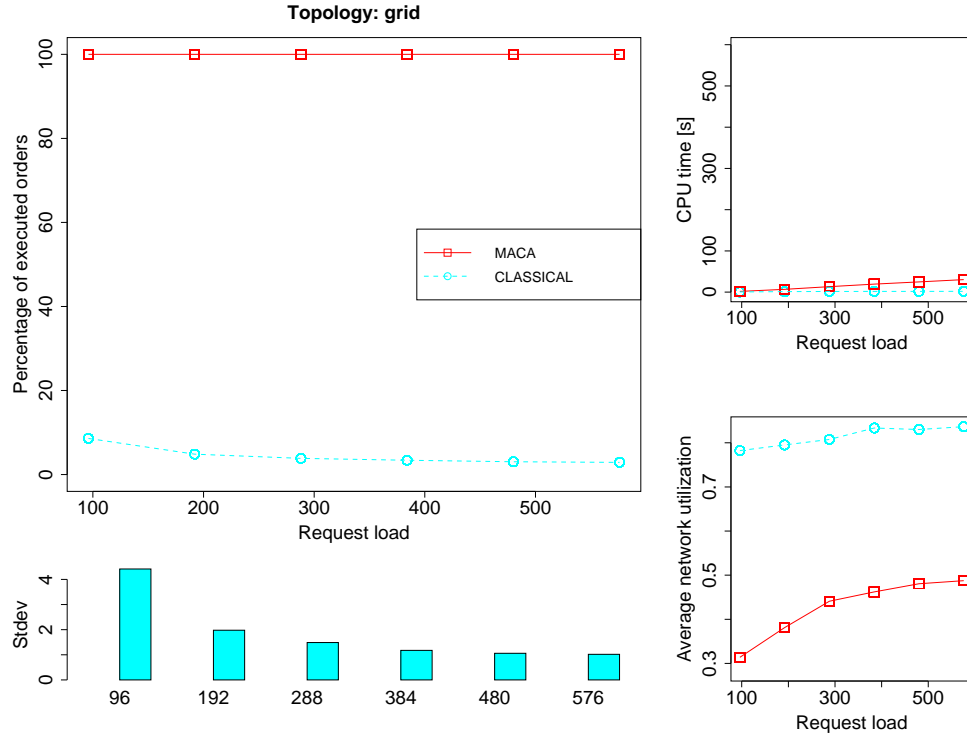 Topology: grid
Percentage of executed orders
100
80
60
40
20
0
MACA
CLASSICAL
100 200 300 400 500
Request load
Stdev
4
2
0
96 192 288 384 480 576
CPU time [s]
500
300
100
0
100 300 500
Request load
Average network utilization
0.7
0.5
0.3
100 300 500
Request load